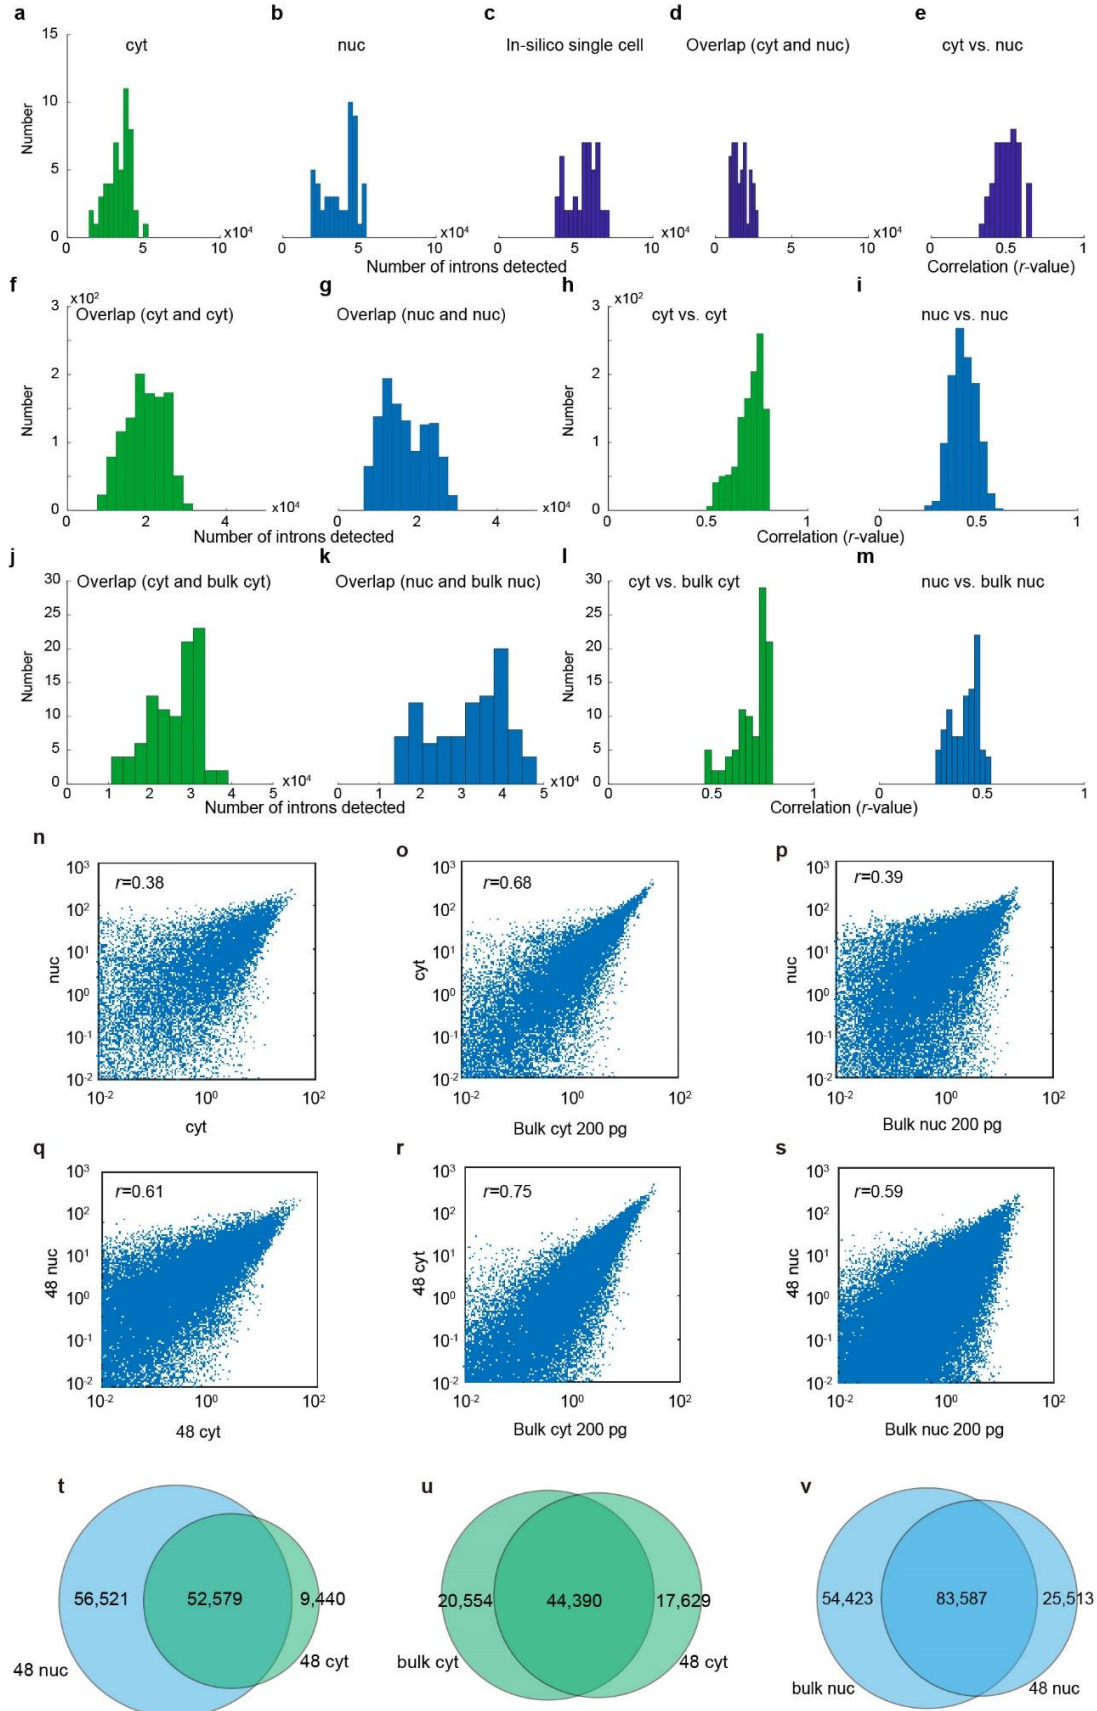 a b c d e
cyt nuc In-silico single cell Overlap (cyt and nuc) cyt vs. nuc
15
10
5
0
Number
0 5 10 x10⁴
0 5 10 x10⁴
0 5 10 x10⁴
0 5 x10⁴
0 0.5 1
Number of introns detected
Correlation (r-value)
f g h i
x10² x10²
Overlap (cyt and cyt) Overlap (nuc and nuc) cyt vs. cyt nuc vs. nuc
3
2
1
0
Number
0 2 4 x10⁴
0 2 4 x10⁴
3
2
1
0
Number
0 0.5 1
0 0.5 1
Number of introns detected
Correlation (r-value)
j k l m
Overlap (cyt and bulk cyt) Overlap (nuc and bulk nuc) cyt vs. bulk cyt nuc vs. bulk nuc
30
25
20
15
10
5
0
Number
0 1 2 3 4 5 x10⁴
0 1 2 3 4 5 x10⁴
30
25
20
15
10
5
0
Number
0 0.5 1
0 0.5 1
Number of introns detected
Correlation (r-value)
n
r=0.38
10³
10²
10¹
10⁰
10⁻¹
10⁻²
nuc
10⁻² 10⁰ 10²
cyt
o
r=0.68
10³
10²
10¹
10⁰
10⁻¹
10⁻²
cyt
10⁻² 10⁰ 10²
Bulk cyt 200 pg
p
r=0.39
10³
10²
10¹
10⁰
10⁻¹
10⁻²
nuc
10⁻² 10⁰ 10²
Bulk nuc 200 pg
q
r=0.61
10³
10²
10¹
10⁰
10⁻¹
10⁻²
48 nuc
10⁻² 10⁰ 10²
48 cyt
r
r=0.75
10³
10²
10¹
10⁰
10⁻¹
10⁻²
48 cyt
10⁻² 10⁰ 10²
Bulk cyt 200 pg
s
r=0.59
10³
10²
10¹
10⁰
10⁻¹
10⁻²
48 nuc
10⁻² 10⁰ 10²
Bulk nuc 200 pg
t
56,521 52,579 9,440
48 nuc 48 cyt
u
20,554 44,390 17,629
bulk cyt 48 cyt
v
54,423 83,587 25,513
bulk nuc 48 nuc